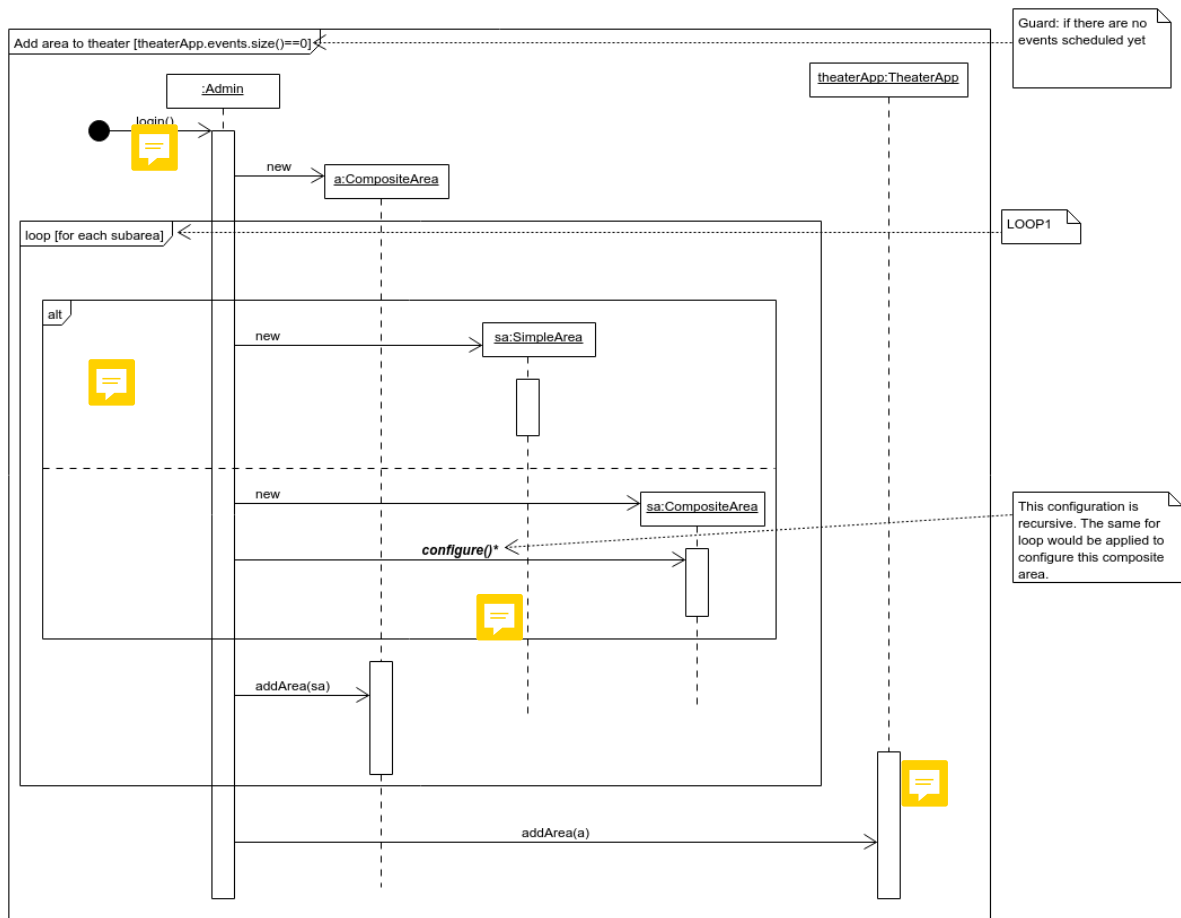 Guard: if there are no
events scheduled yet
Add area to theater [theaterApp.events.size()==0]
:Admin
theaterApp:TheaterApp
login()
new
a:CompositeArea
loop [for each subarea]
LOOP1
alt
new
sa:SimpleArea
new
sa:CompositeArea
configure()*
This configuration is
recursive. The same for
loop would be applied to
configure this composite
area.
addArea(sa)
addArea(a)